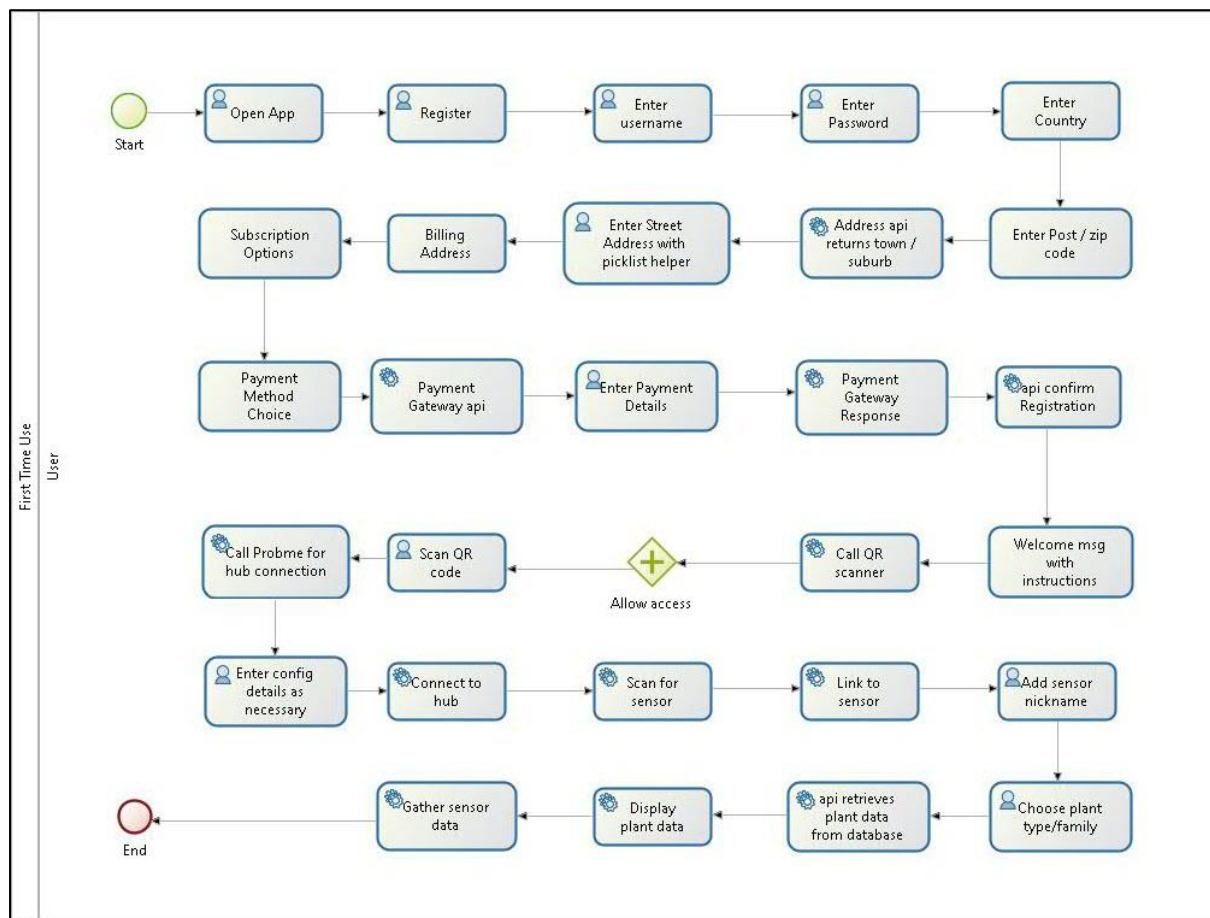 First Time Use
User
Start
Open App
Register
Enter
username
Enter
Password
Enter
Country
Subscription
Options
Billing
Address
Enter Street
Address with
picklist helper
Address api
returns town /
suburb
Enter Post / zip
code
Payment
Method
Choice
Payment
Gateway api
Enter Payment
Details
Payment
Gateway
Response
api confirm
Registration
Call Probme for
hub connection
Scan QR
code
Allow access
Call QR
scanner
Welcome msg
with
instructions
Enter config
details as
necessary
Connect to
hub
Scan for
sensor
Link to
sensor
Add sensor
nickname
End
Gather sensor
data
Display
plant data
api retrieves
plant data
from database
Choose plant
type/family